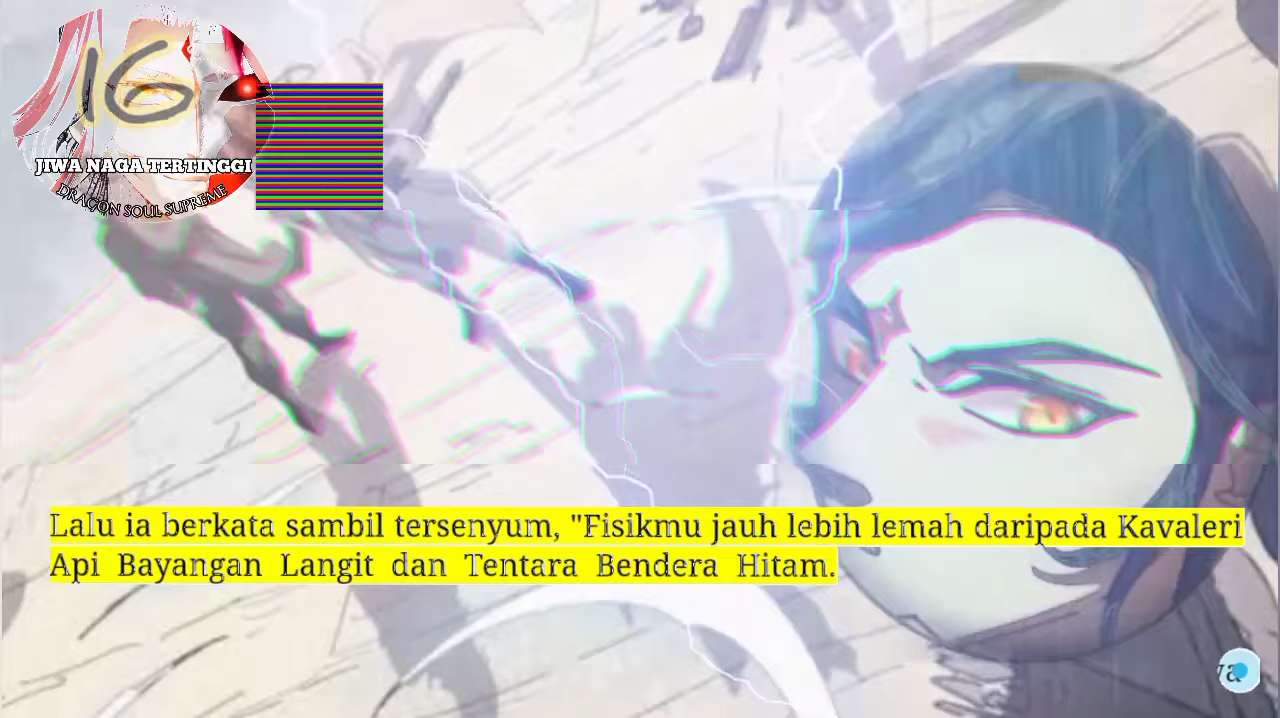 16
JIWA NAGA TERTINGGI
DRAGON SOUL SUPREME
Lalu ia berkata sambil tersenyum, "Fisikmu jauh lebih lemah daripada Kavaleri
Api Bayangan Langit dan Tentara Bendera Hitam.